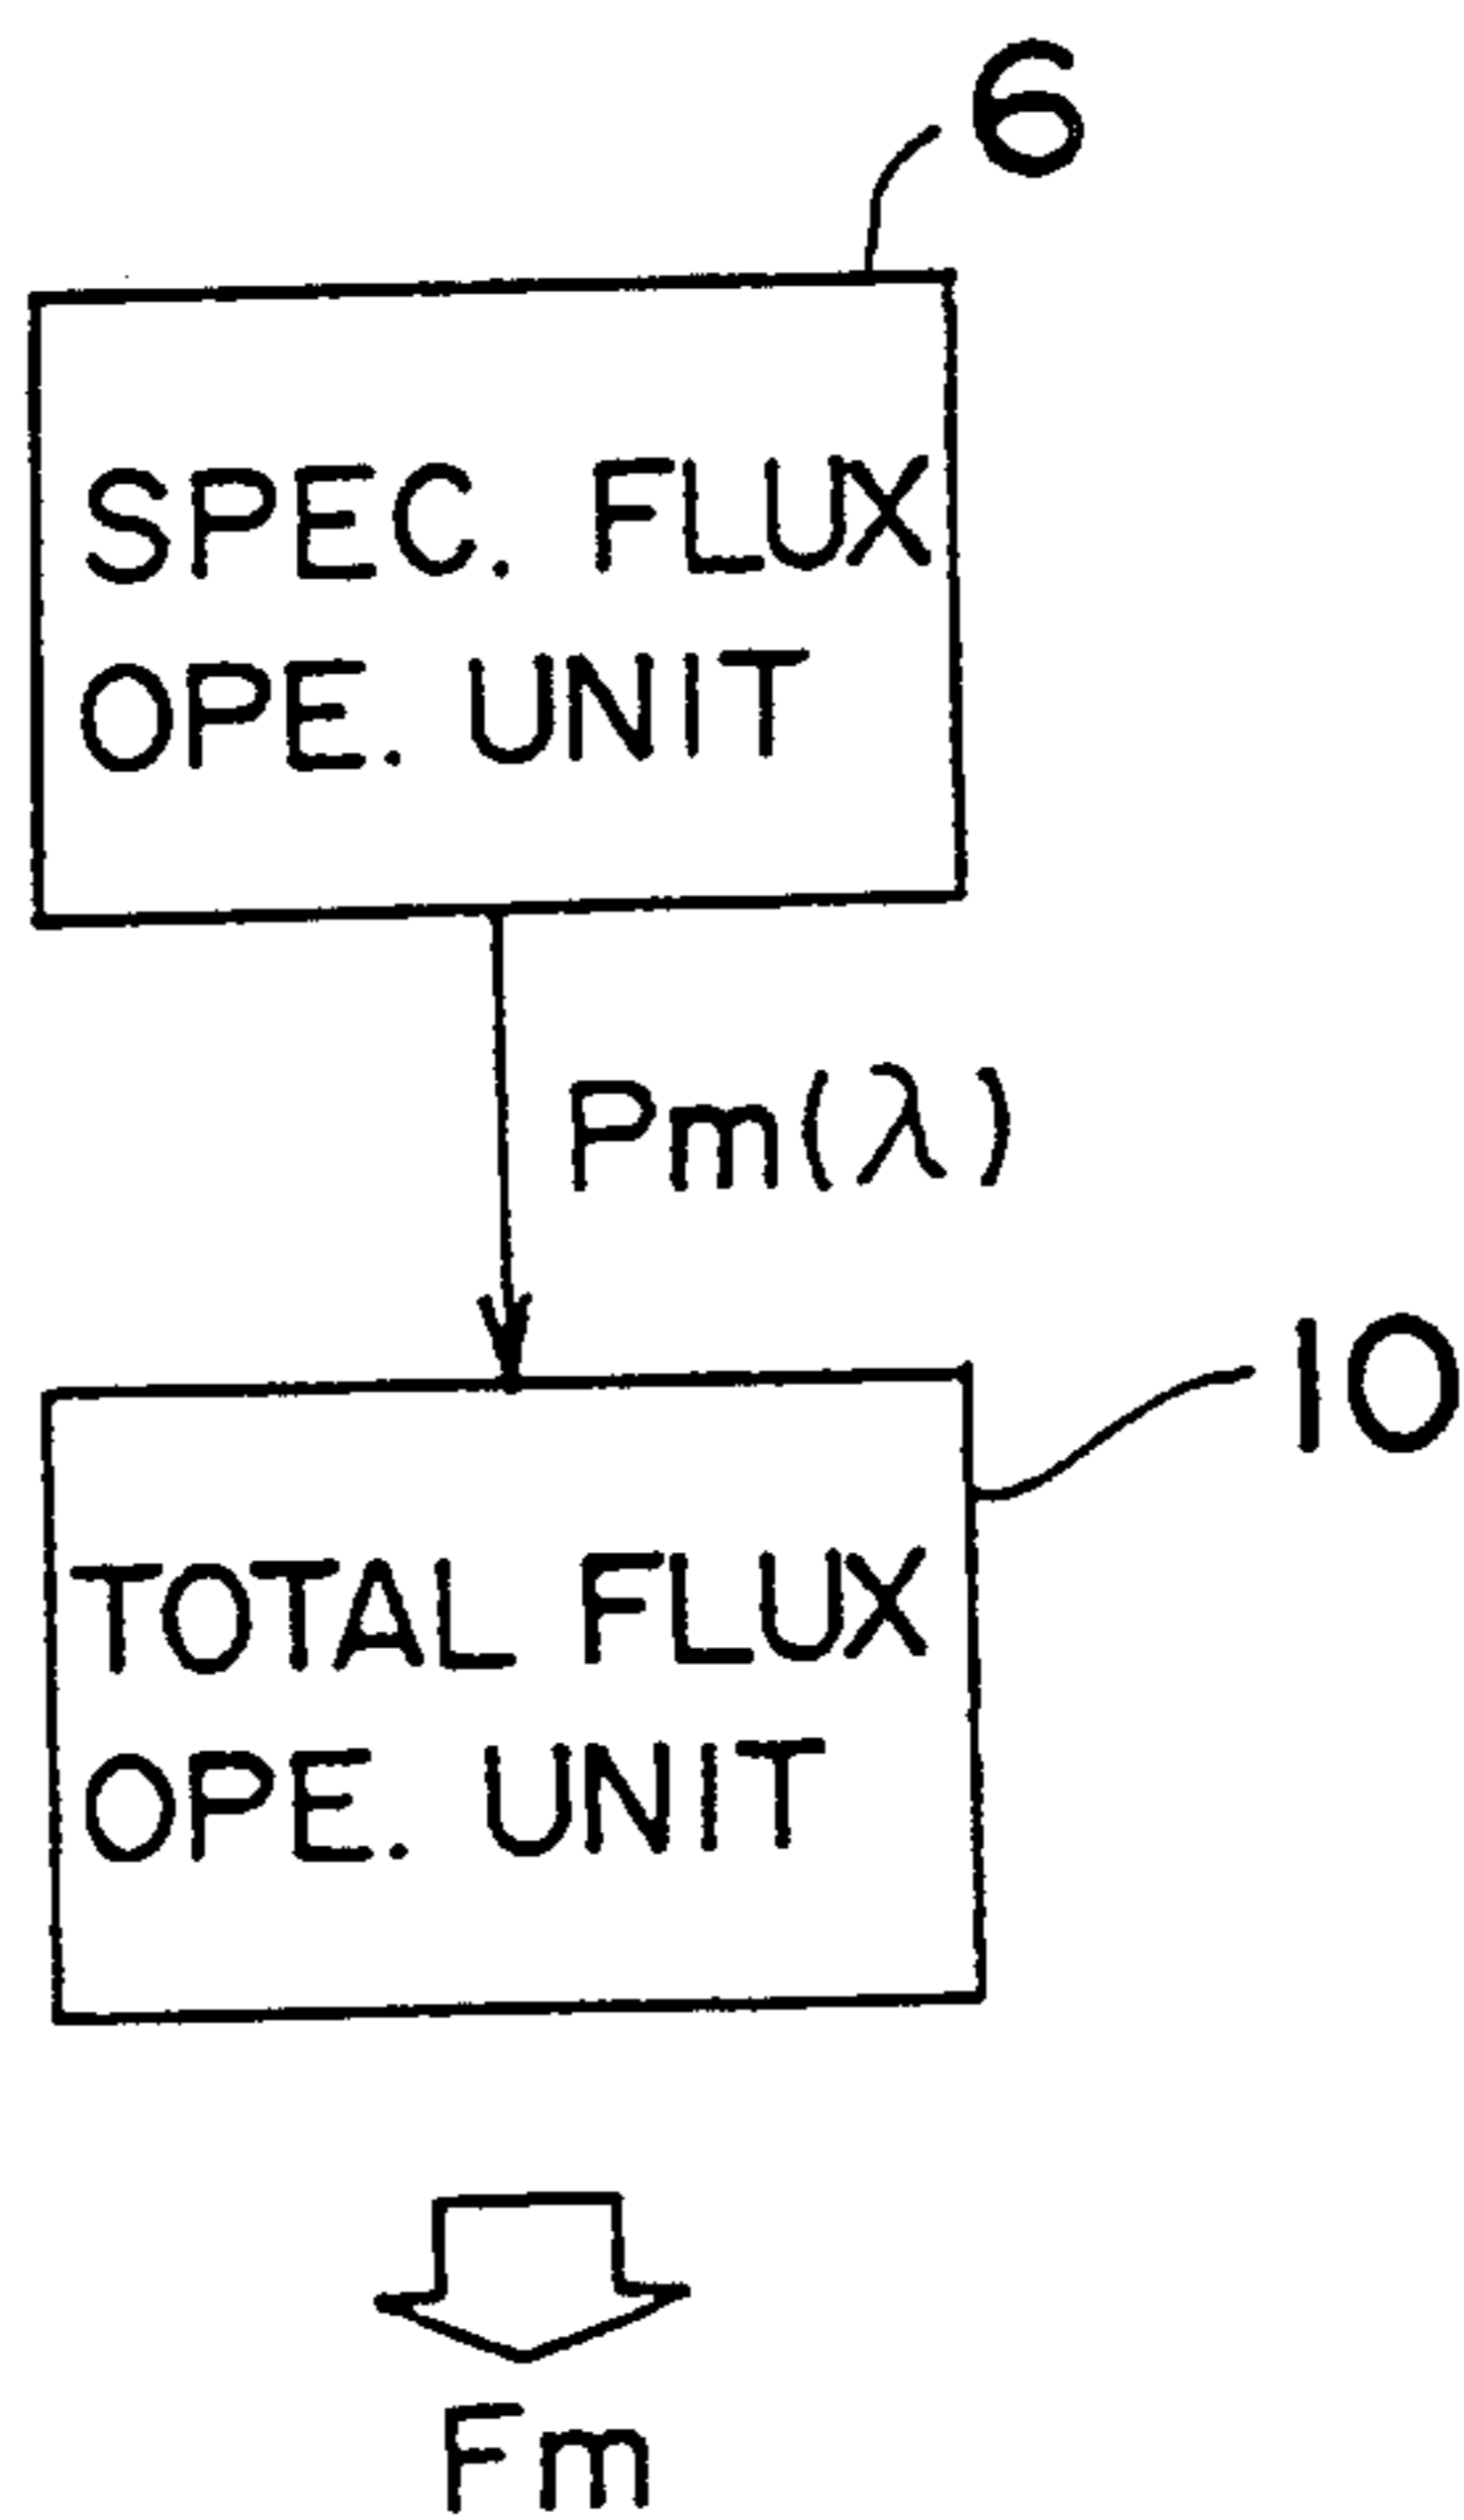 6
SPEC. FLUX
OPE. UNIT
Pm(λ)
10
TOTAL FLUX
OPE. UNIT
Fm